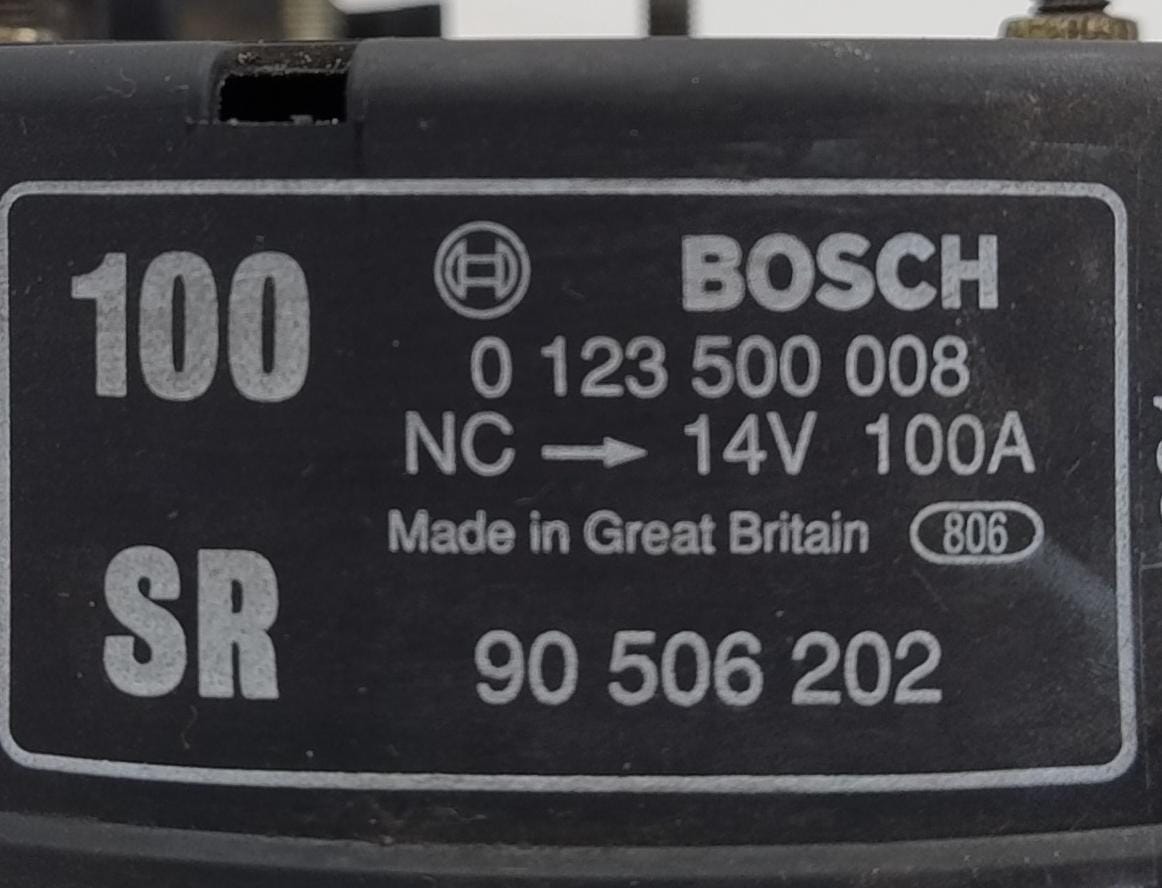 100
BOSCH
0 123 500 008
NC → 14V 100A
Made in Great Britain 806
SR
90 506 202